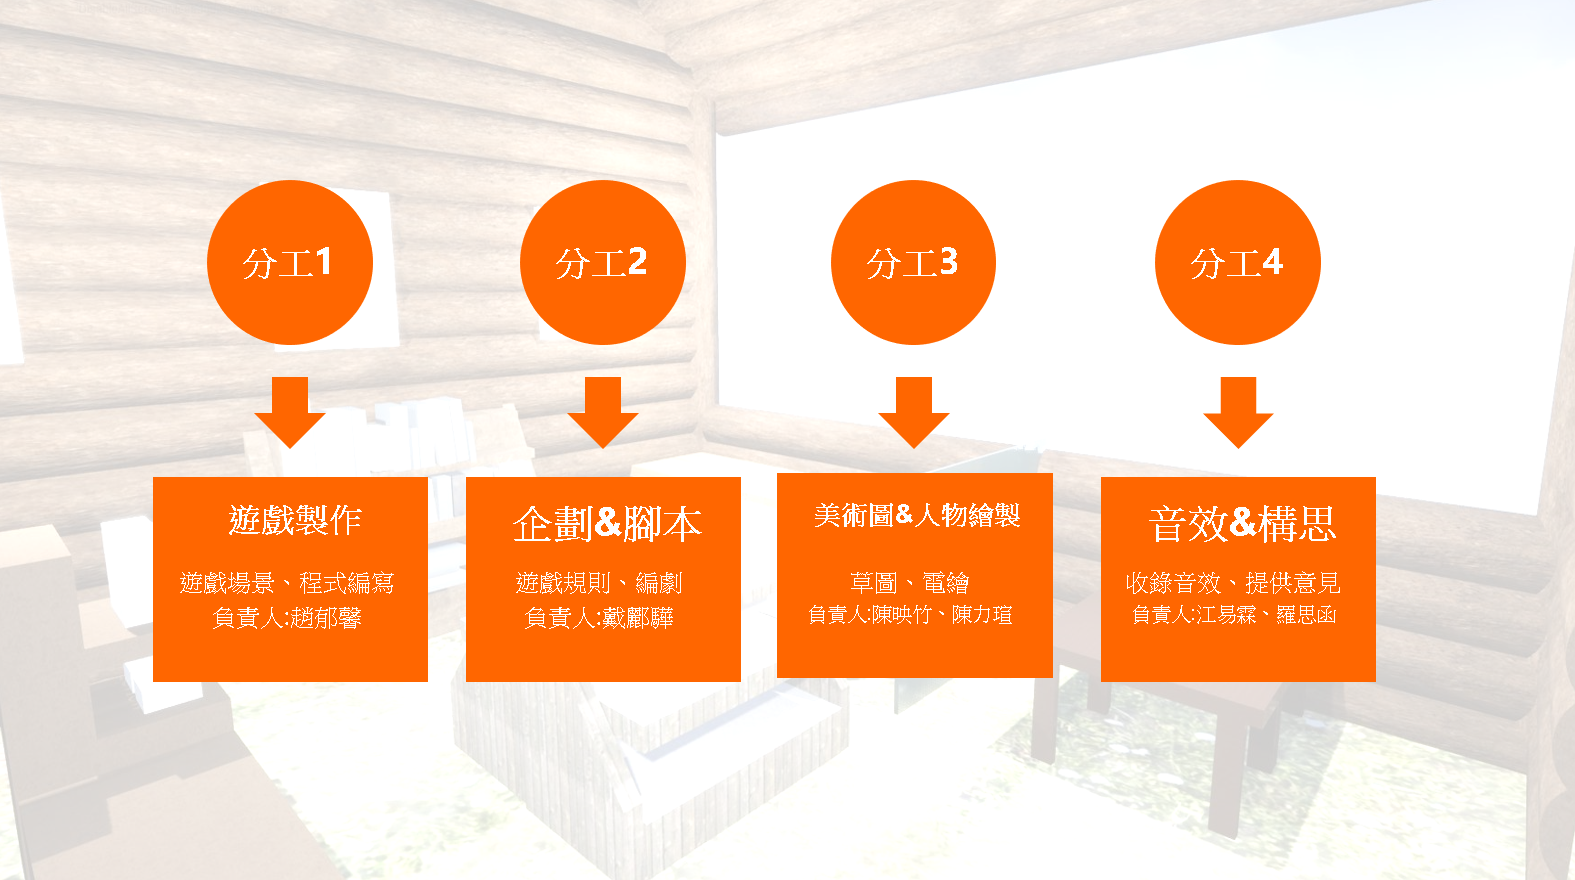 分工1
分工2
分工3
分工4
遊戲製作
遊戲場景、程式編寫
負責人:趙郁馨
企劃&腳本
遊戲規則、編劇
負責人:戴酈驊
美術圖&人物繪製
草圖、電繪
負責人:陳映竹、陳力瑄
音效&構思
收錄音效、提供意見
負責人:江易霖、羅思函